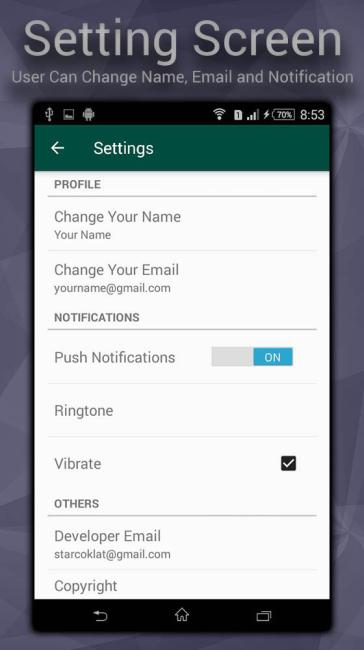 Setting Screen
User Can Change Name, Email and Notification
70% 8:53
Settings
PROFILE
Change Your Name
Your Name
Change Your Email
yourname@gmail.com
NOTIFICATIONS
Push Notifications ON
Ringtone
Vibrate
OTHERS
Developer Email
starcoklat@gmail.com
Copyright